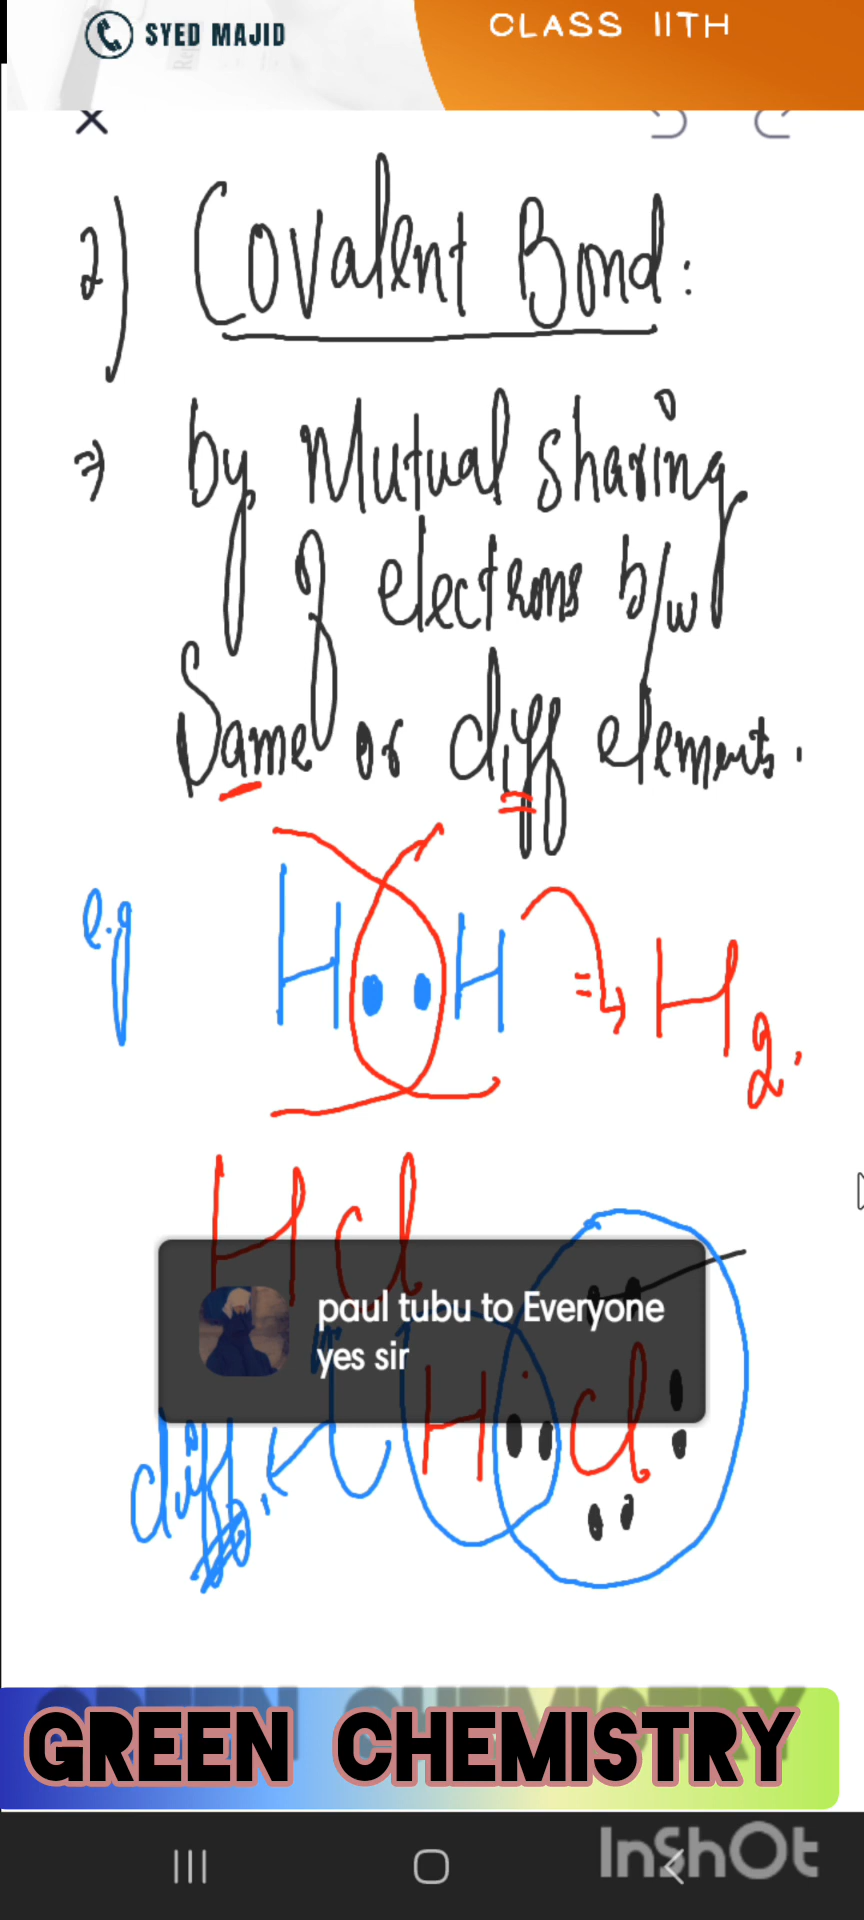 SYED MAJID
CLASS 11TH
2) Covalent Bond:
⇒ by Mutual sharing
of electrons b/w
Same or diff elements.
e.g H •• H ⇒ H2.
HCl
paul tubu to Everyone
yes sir
H Cl
diff.
GREEN CHEMISTRY
InShOt